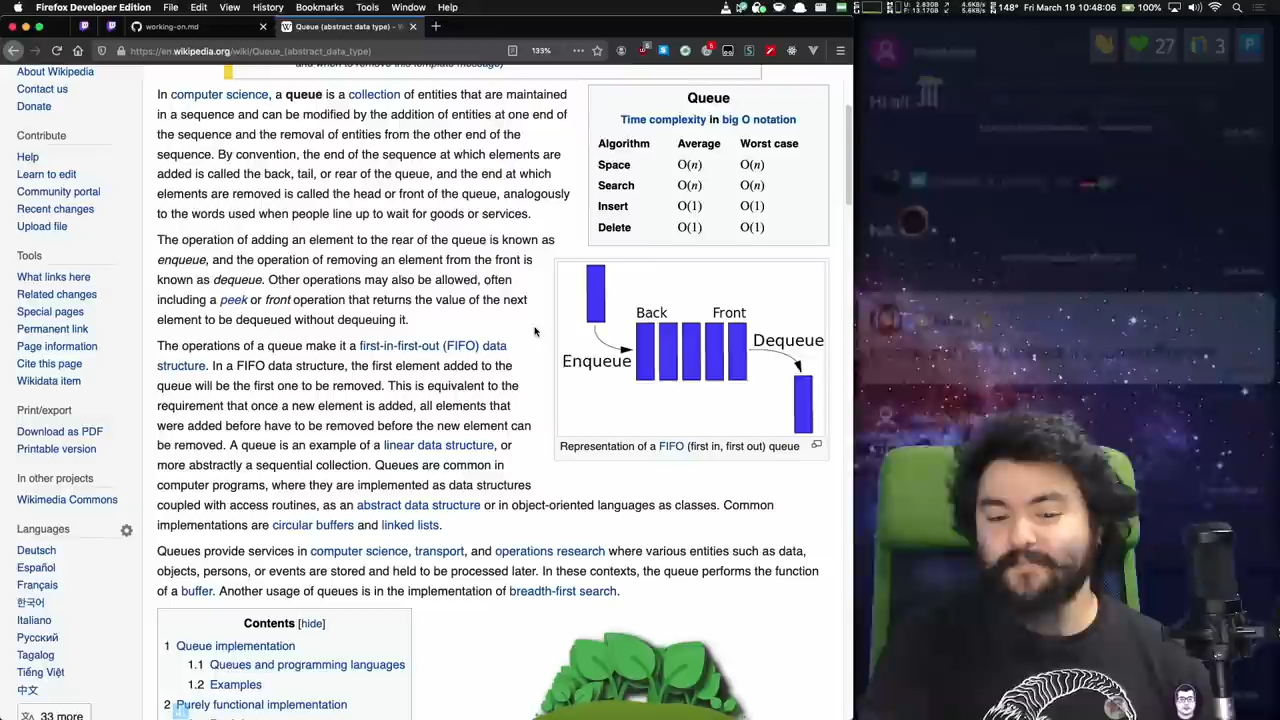 Firefox Developer Edition File Edit View History Bookmarks Tools Window Help
100% Fri March 19 10:48:06
working-on.md
Queue (abstract data type) -
https://en.wikipedia.org/wiki/Queue_(abstract_data_type)
133%
and when to remove this template message)
About Wikipedia
Contact us
Donate
Contribute
Help
Learn to edit
Community portal
Recent changes
Upload file
Tools
What links here
Related changes
Special pages
Permanent link
Page information
Cite this page
Wikidata item
Print/export
Download as PDF
Printable version
In other projects
Wikimedia Commons
Languages
Deutsch
Español
Français
한국어
Italiano
Русский
Tagalog
Tiếng Việt
中文
33 more
In computer science, a queue is a collection of entities that are maintained
in a sequence and can be modified by the addition of entities at one end of
the sequence and the removal of entities from the other end of the
sequence. By convention, the end of the sequence at which elements are
added is called the back, tail, or rear of the queue, and the end at which
elements are removed is called the head or front of the queue, analogously
to the words used when people line up to wait for goods or services.
The operation of adding an element to the rear of the queue is known as
enqueue, and the operation of removing an element from the front is
known as dequeue. Other operations may also be allowed, often
including a peek or front operation that returns the value of the next
element to be dequeued without dequeuing it.
The operations of a queue make it a first-in-first-out (FIFO) data
structure. In a FIFO data structure, the first element added to the
queue will be the first one to be removed. This is equivalent to the
requirement that once a new element is added, all elements that
were added before have to be removed before the new element can
be removed. A queue is an example of a linear data structure, or
more abstractly a sequential collection. Queues are common in
computer programs, where they are implemented as data structures
coupled with access routines, as an abstract data structure or in object-oriented languages as classes. Common
implementations are circular buffers and linked lists.
Queues provide services in computer science, transport, and operations research where various entities such as data,
objects, persons, or events are stored and held to be processed later. In these contexts, the queue performs the function
of a buffer. Another usage of queues is in the implementation of breadth-first search.
Contents [hide]
1 Queue implementation
1.1 Queues and programming languages
1.2 Examples
2 Purely functional implementation
Queue
Time complexity in big O notation
Algorithm Average Worst case
Space O(n) O(n)
Search O(n) O(n)
Insert O(1) O(1)
Delete O(1) O(1)
Back Front
Enqueue
Dequeue
Representation of a FIFO (first in, first out) queue
27
3
P
Hi all